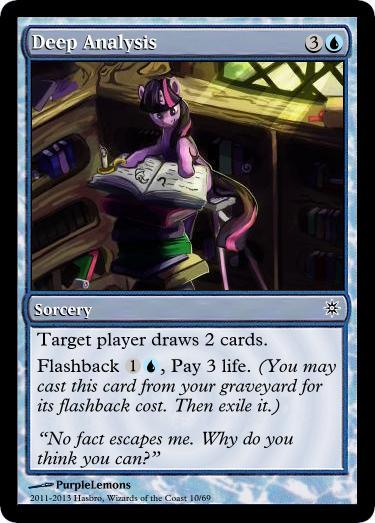 Deep Analysis 3
Sorcery
Target player draws 2 cards.
Flashback 1 , Pay 3 life. (You may
cast this card from your graveyard for
its flashback cost. Then exile it.)
“No fact escapes me. Why do you
think you can?”
PurpleLemons
2011-2013 Hasbro, Wizards of the Coast 10/69